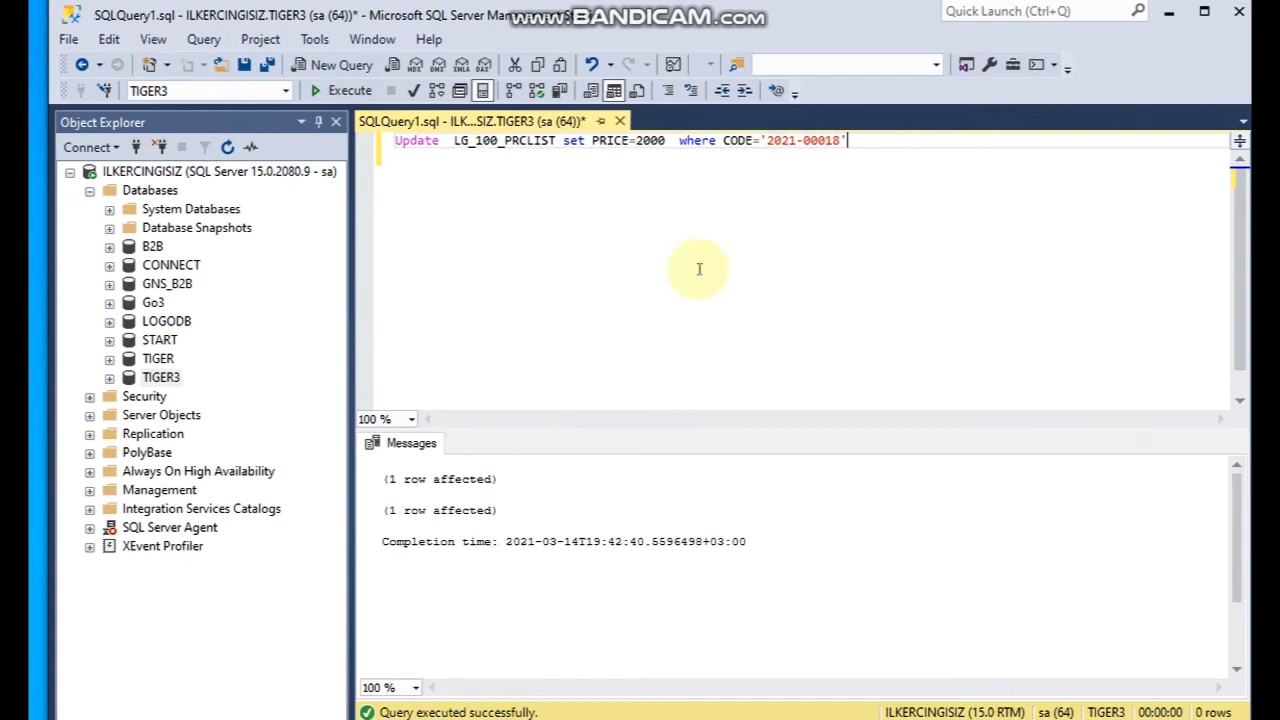 SQLQuery1.sql - ILKERCINGISIZ.TIGER3 (sa (64))* - Microsoft SQL Server
www.BANDICAM.com
Quick Launch (Ctrl+Q)
File Edit View Query Project Tools Window Help
New Query
MDX DMX XMLA DAX
TIGER3
Execute
Object Explorer
SQLQuery1.sql - ILK...SIZ.TIGER3 (sa (64))*
Connect
Update LG_100_PRCLIST set PRICE=2000 where CODE='2021-00018'
ILKERCINGISIZ (SQL Server 15.0.2080.9 - sa)
Databases
System Databases
Database Snapshots
B2B
CONNECT
GNS_B2B
Go3
LOGODB
START
TIGER
TIGER3
Security
Server Objects
Replication
PolyBase
Always On High Availability
Management
Integration Services Catalogs
SQL Server Agent
XEvent Profiler
100 %
Messages
(1 row affected)
(1 row affected)
Completion time: 2021-03-14T19:42:40.5596498+03:00
100 %
Query executed successfully.
ILKERCINGISIZ (15.0 RTM) sa (64) TIGER3 00:00:00 0 rows